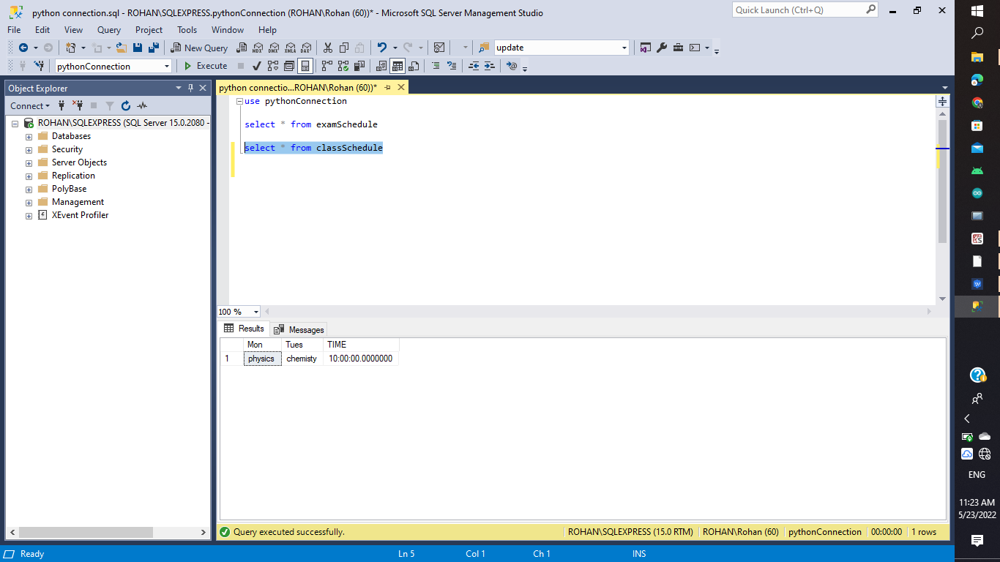 python connection.sql - ROHAN\SQLEXPRESS.pythonConnection (ROHAN\Rohan (60))* - Microsoft SQL Server Management Studio
Quick Launch (Ctrl+Q)
File Edit View Query Project Tools Window Help
New Query MDX DMX XMLA DAX update
pythonConnection Execute
Object Explorer
Connect
ROHAN\SQLEXPRESS (SQL Server 15.0.2080 -
Databases
Security
Server Objects
Replication
PolyBase
Management
XEvent Profiler
python connectio...ROHAN\Rohan (60))*
use pythonConnection
select * from examSchedule
select * from classSchedule
100 %
Results Messages
Mon Tues TIME
1 physics chemisty 10:00:00.0000000
Query executed successfully. ROHAN\SQLEXPRESS (15.0 RTM) ROHAN\Rohan (60) pythonConnection 00:00:00 1 rows
Ready Ln 5 Col 1 Ch 1 INS
ENG
11:23 AM
5/23/2022